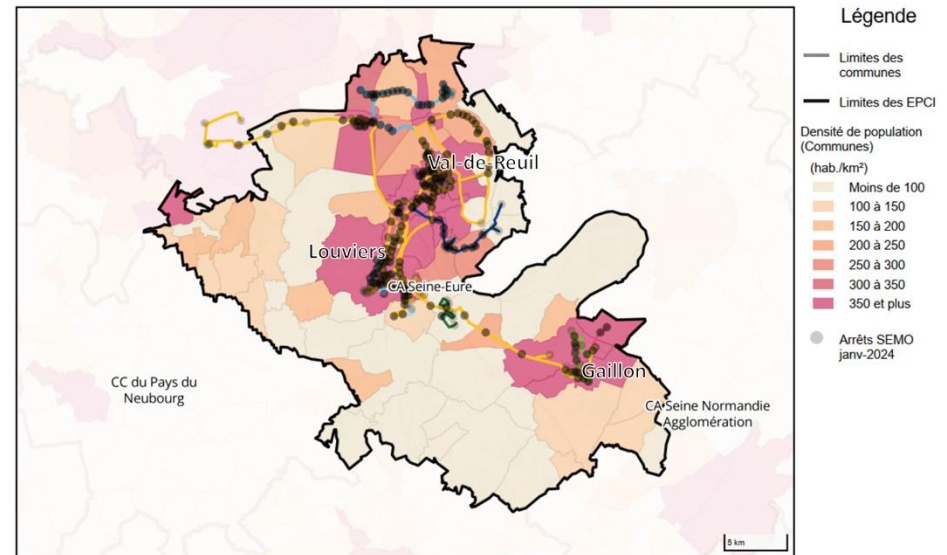 Val-de-Reuil
Louviers
CA Seine-Eure
Gaillon
CC du Pays du
Neubourg
CA Seine Normandie
Agglomération
5 km
Légende
Limites des
communes
Limites des EPCI
Densité de population
(Communes)
(hab./km²)
Moins de 100
100 à 150
150 à 200
200 à 250
250 à 300
300 à 350
350 et plus
Arrêts SEMO
janv-2024